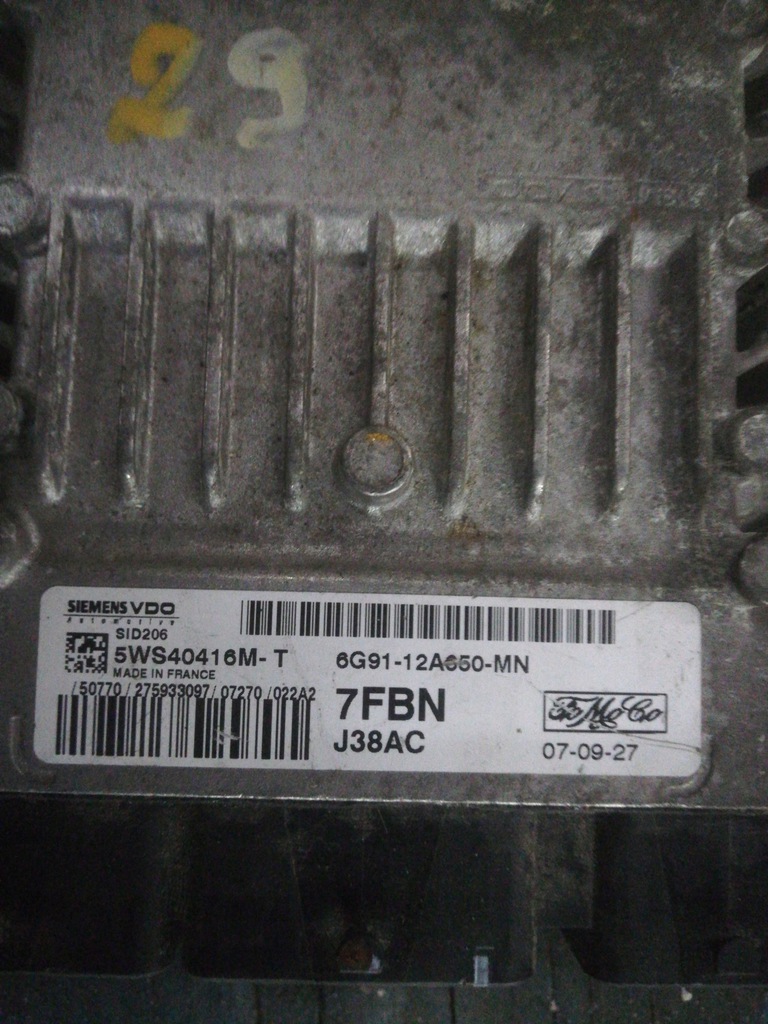 29
SIEMENS VDO
Automotive
SID206
5WS40416M-T
6G91-12A650-MN
MADE IN FRANCE
/50770/275933097/07270/022A2
7FBN
FoMoCo
J38AC
07-09-27